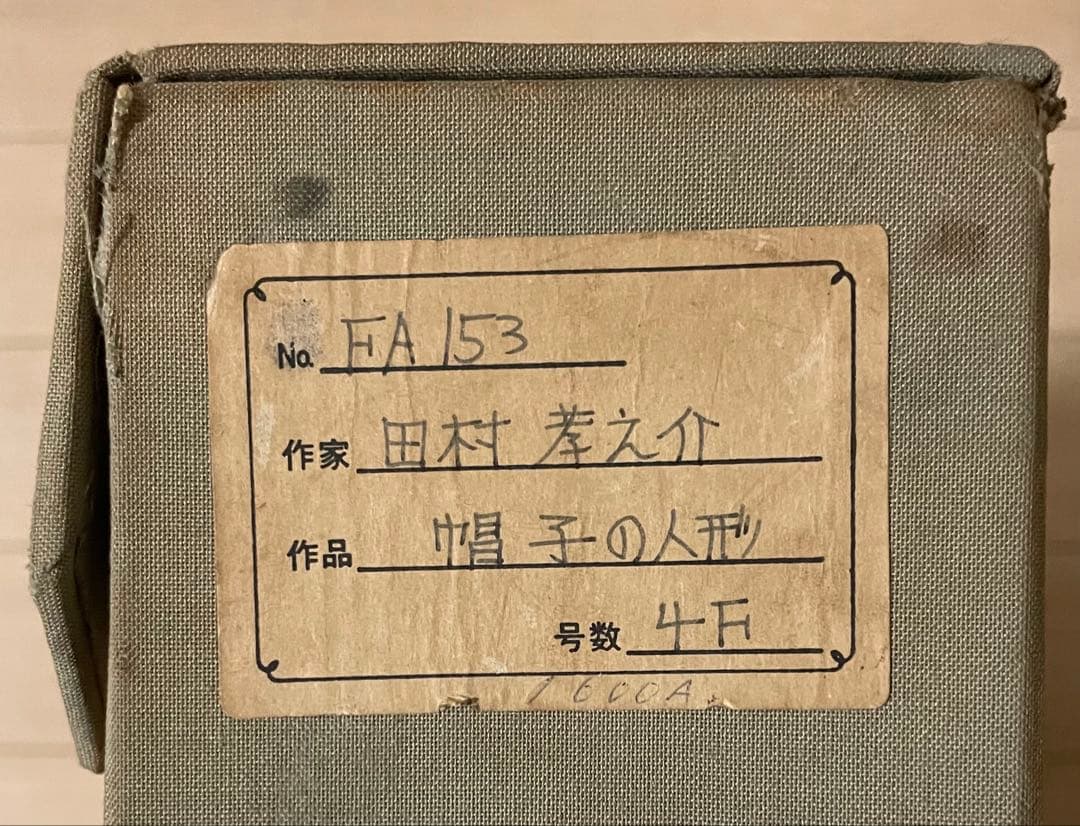 No. FA 153
作家 田村 孝之介
作品 帽子の人形
号数 4F
1600A.